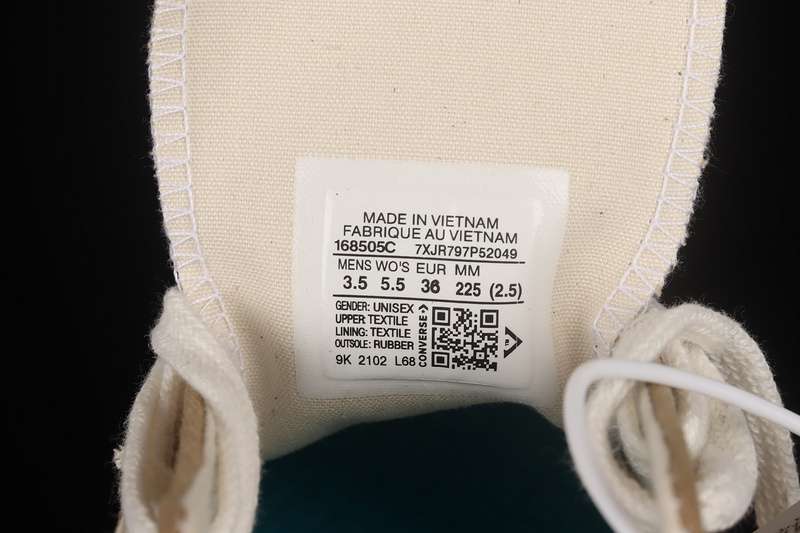 MADE IN VIETNAM
FABRIQUE AU VIETNAM
168505C 7XJR797P52049
MENS WO'S EUR MM
3.5 5.5 36 225 (2.5)
GENDER: UNISEX
UPPER: TEXTILE
LINING: TEXTILE
OUTSOLE: RUBBER
9K 2102 L68
CONVERSE